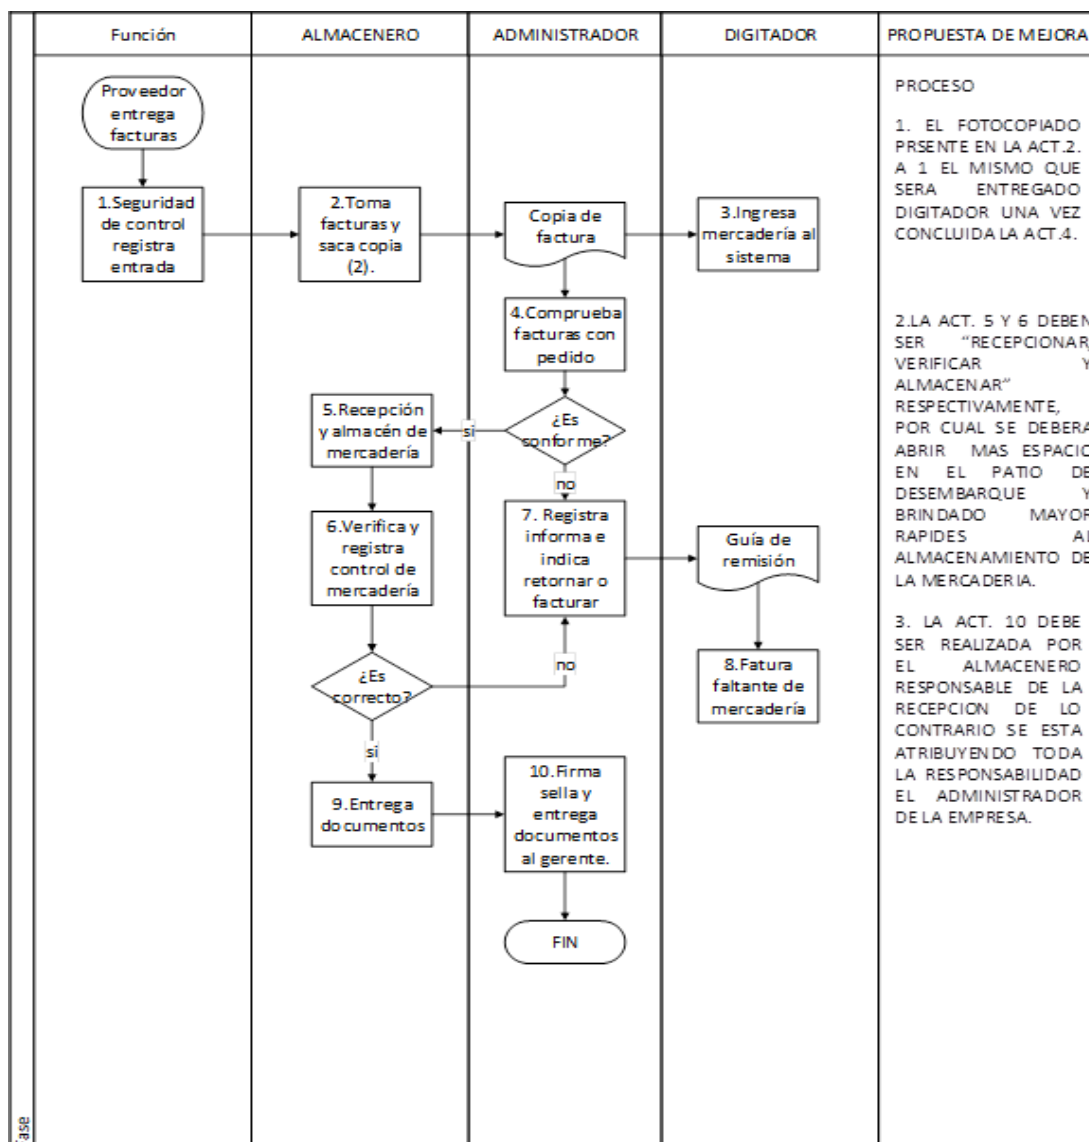 Función
ALMACENERO
ADMINISTRADOR
DIGITADOR
PROPUESTA DE MEJORA
Proveedor
entrega
facturas
1.Seguridad
de control
registra
entrada
2.Toma
facturas y
saca copia
(2).
Copia de
factura
3.Ingresa
mercadería al
sistema
4.Comprueba
facturas con
pedido
¿Es
conforme?
si
no
5.Recepción
y almacén de
mercadería
6.Verifica y
registra
control de
mercadería
7. Registra
informa e
indica
retornar o
facturar
Guía de
remisión
8.Fatura
faltante de
mercadería
¿Es
correcto?
no
si
9.Entrega
documentos
10.Firma
sella y
entrega
documentos
al gerente.
FIN
PROCESO
1. EL FOTOCOPIADO
PRSENTE EN LA ACT.2.
A 1 EL MISMO QUE
SERA ENTREGADO
DIGITADOR UNA VEZ
CONCLUIDA LA ACT.4.
2.LA ACT. 5 Y 6 DEBEN
SER "RECEPCIONAR,
VERIFICAR Y
ALMACENAR"
RESPECTIVAMENTE,
POR CUAL SE DEBERA
ABRIR MAS ESPACIO
EN EL PATIO DE
DESEMBARQUE Y
BRINDADO MAYOR
RAPIDES AL
ALMACENAMIENTO DE
LA MERCADERIA.
3. LA ACT. 10 DEBE
SER REALIZADA POR
EL ALMACENERO
RESPONSABLE DE LA
RECEPCION DE LO
CONTRARIO SE ESTA
ATRIBUYENDO TODA
LA RESPONSABILIDAD
EL ADMINISTRADOR
DE LA EMPRESA.